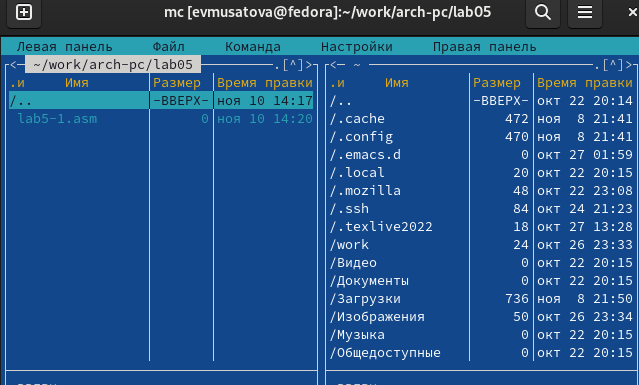 mc [evmusatova@fedora]:~/work/arch-pc/lab05
Левая панель Файл Команда Настройки Правая панель
<─ ~/work/arch-pc/lab05 .[^]>
.и Имя Размер Время правки
/.. -ВВЕРХ- ноя 10 14:17
lab5-1.asm 0 ноя 10 14:20
<─ ~ .[^]>
.и Имя Размер Время правки
/.. -ВВЕРХ- окт 22 20:14
/.cache 472 ноя 8 21:41
/.config 470 ноя 8 21:41
/.emacs.d 0 окт 27 01:59
/.local 20 окт 22 20:15
/.mozilla 48 окт 22 23:08
/.ssh 84 окт 24 21:23
/.texlive2022 18 окт 27 13:28
/work 24 окт 26 23:33
/Видео 0 окт 22 20:15
/Документы 0 окт 22 20:15
/Загрузки 736 ноя 8 21:50
/Изображения 50 окт 26 23:34
/Музыка 0 окт 22 20:15
/Общедоступные 0 окт 22 20:15